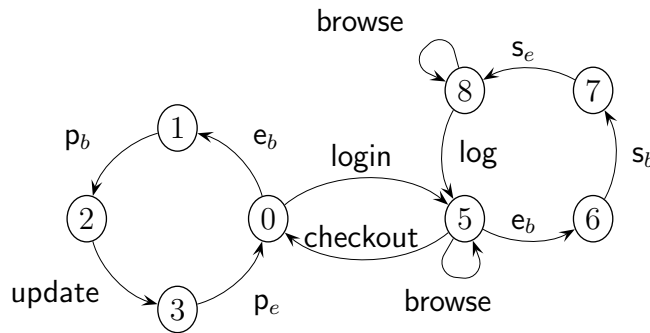 browse
s_e
8
7
1
p_b
e_b
login
log
s_b
2
0
checkout
5
e_b
6
update
3
p_e
browse